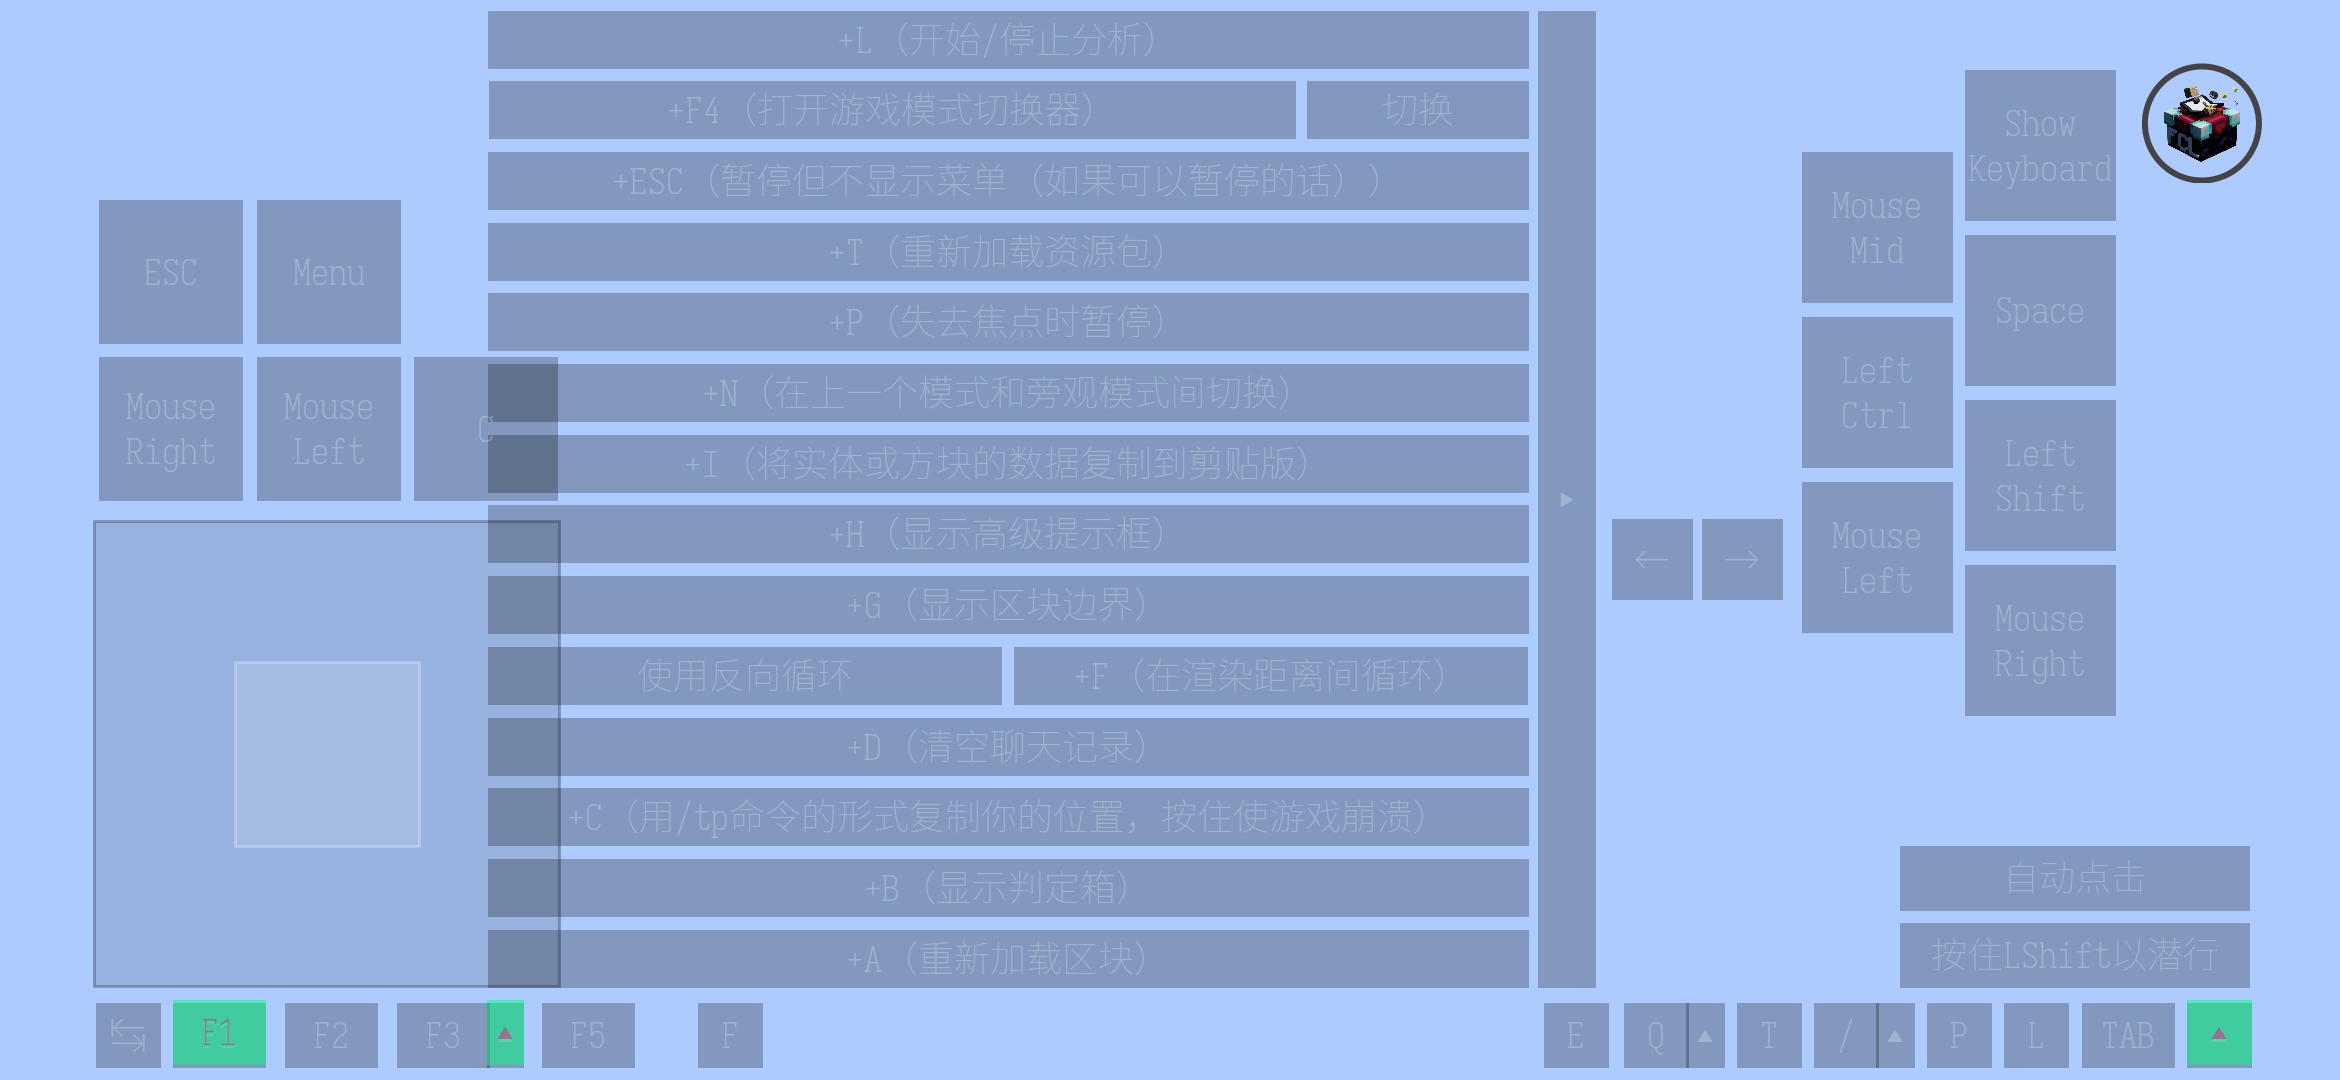 +L（开始/停止分析）
+F4（打开游戏模式切换器）
切换
+ESC（暂停但不显示菜单（如果可以暂停的话））
+T（重新加载资源包）
+P（失去焦点时暂停）
+N（在上一个模式和旁观模式间切换）
+I（将实体或方块的数据复制到剪贴版）
+H（显示高级提示框）
+G（显示区块边界）
使用反向循环
+F（在渲染距离间循环）
+D（清空聊天记录）
+C（用/tp命令的形式复制你的位置，按住使游戏崩溃）
+B（显示判定箱）
+A（重新加载区块）
ESC
Menu
Mouse
Right
Mouse
Left
C
▶
←
→
Mouse
Mid
Left
Ctrl
Mouse
Left
Show
Keyboard
Space
Left
Shift
Mouse
Right
FCL
自动点击
按住LShift以潜行
↹
F1
F2
F3
▲
F5
F
E
Q
▲
T
/
▲
P
L
TAB
▲